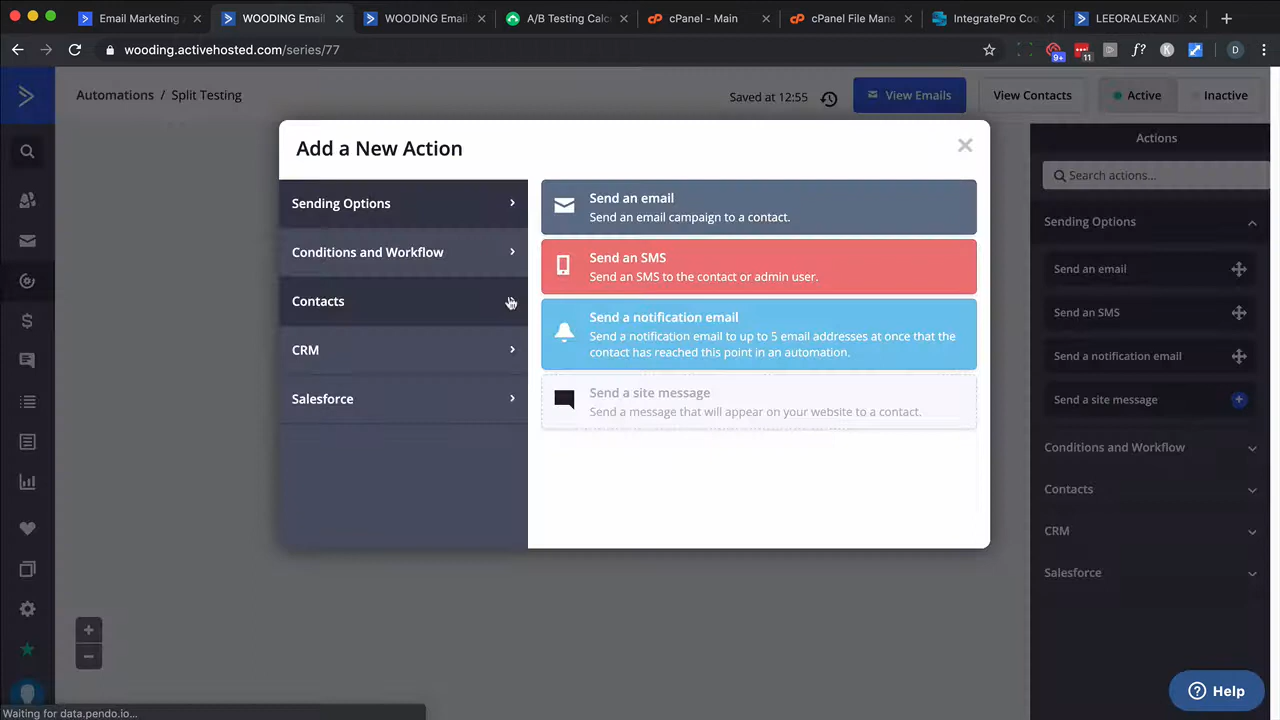 Email Marketing
WOODING Email
WOODING Email
A/B Testing Calc
cPanel - Main
cPanel File Mana
IntegratePro Coo
LEEORALEXAND
wooding.activehosted.com/series/77
9+
11
f?
K
D
Automations / Split Testing
Saved at 12:55
View Emails
View Contacts
Active
Inactive
Add a New Action
Sending Options
Conditions and Workflow
Contacts
CRM
Salesforce
Send an email
Send an email campaign to a contact.
Send an SMS
Send an SMS to the contact or admin user.
Send a notification email
Send a notification email to up to 5 email addresses at once that the
contact has reached this point in an automation.
Send a site message
Send a message that will appear on your website to a contact.
Actions
Search actions...
Sending Options
Send an email
Send an SMS
Send a notification email
Send a site message
Conditions and Workflow
Contacts
CRM
Salesforce
Help
Waiting for data.pendo.io...